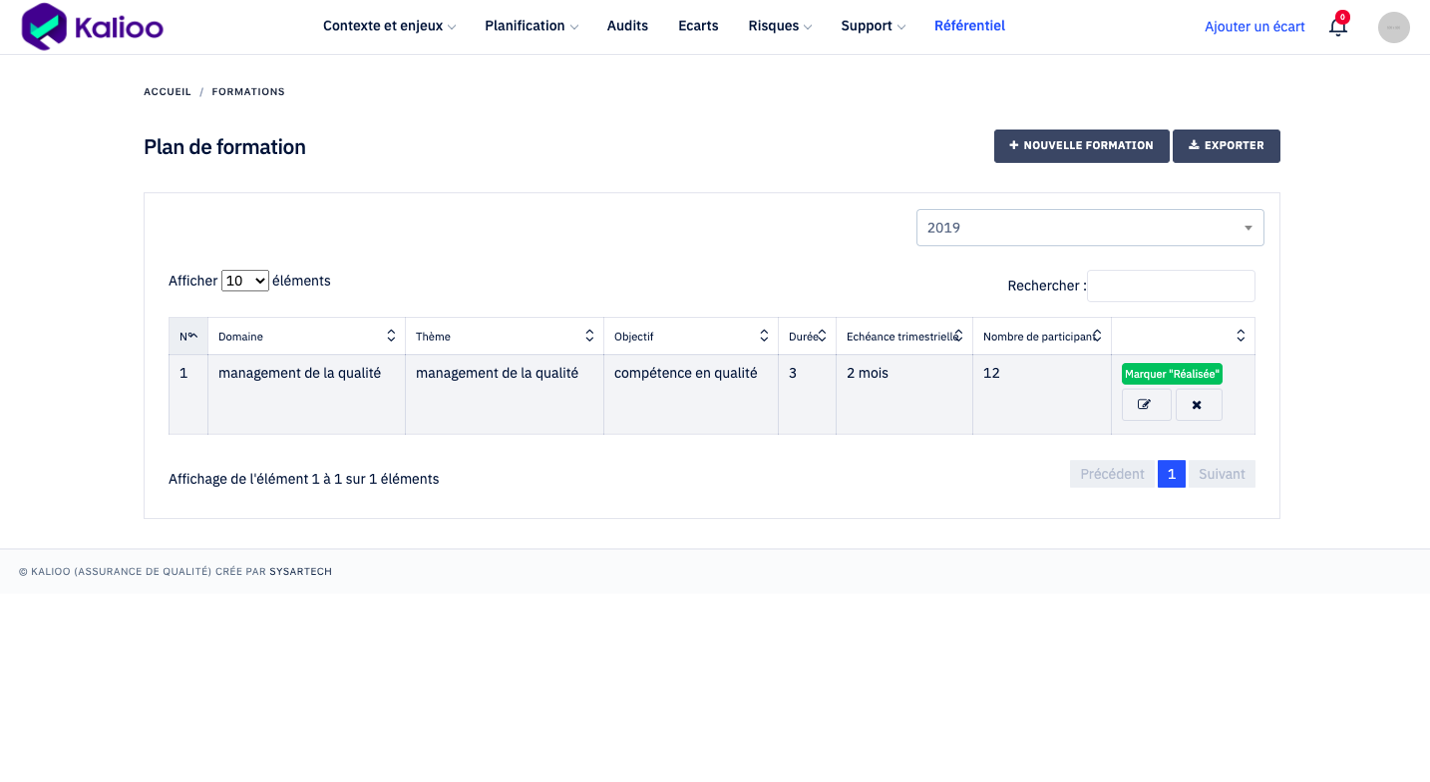 Kalioo
Contexte et enjeux Planification Audits Ecarts Risques Support Référentiel Ajouter un écart 0
ACCUEIL / FORMATIONS
Plan de formation
NOUVELLE FORMATION EXPORTER
2019
Afficher 10 éléments
Rechercher :
N° Domaine Thème Objectif Durée Echéance trimestrielle Nombre de participant
1 management de la qualité management de la qualité compétence en qualité 3 2 mois 12 Marquer "Réalisée"
Affichage de l'élément 1 à 1 sur 1 éléments
Précédent 1 Suivant
© KALIOO (ASSURANCE DE QUALITÉ) CRÉE PAR SYSARTECH